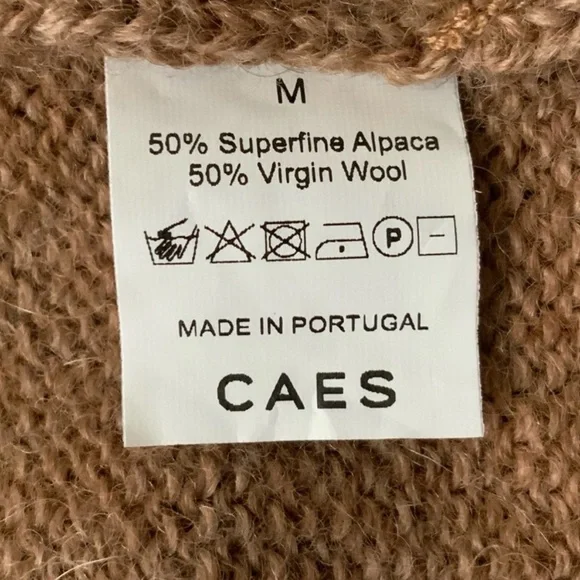 M
50% Superfine Alpaca
50% Virgin Wool
P
MADE IN PORTUGAL
CAES